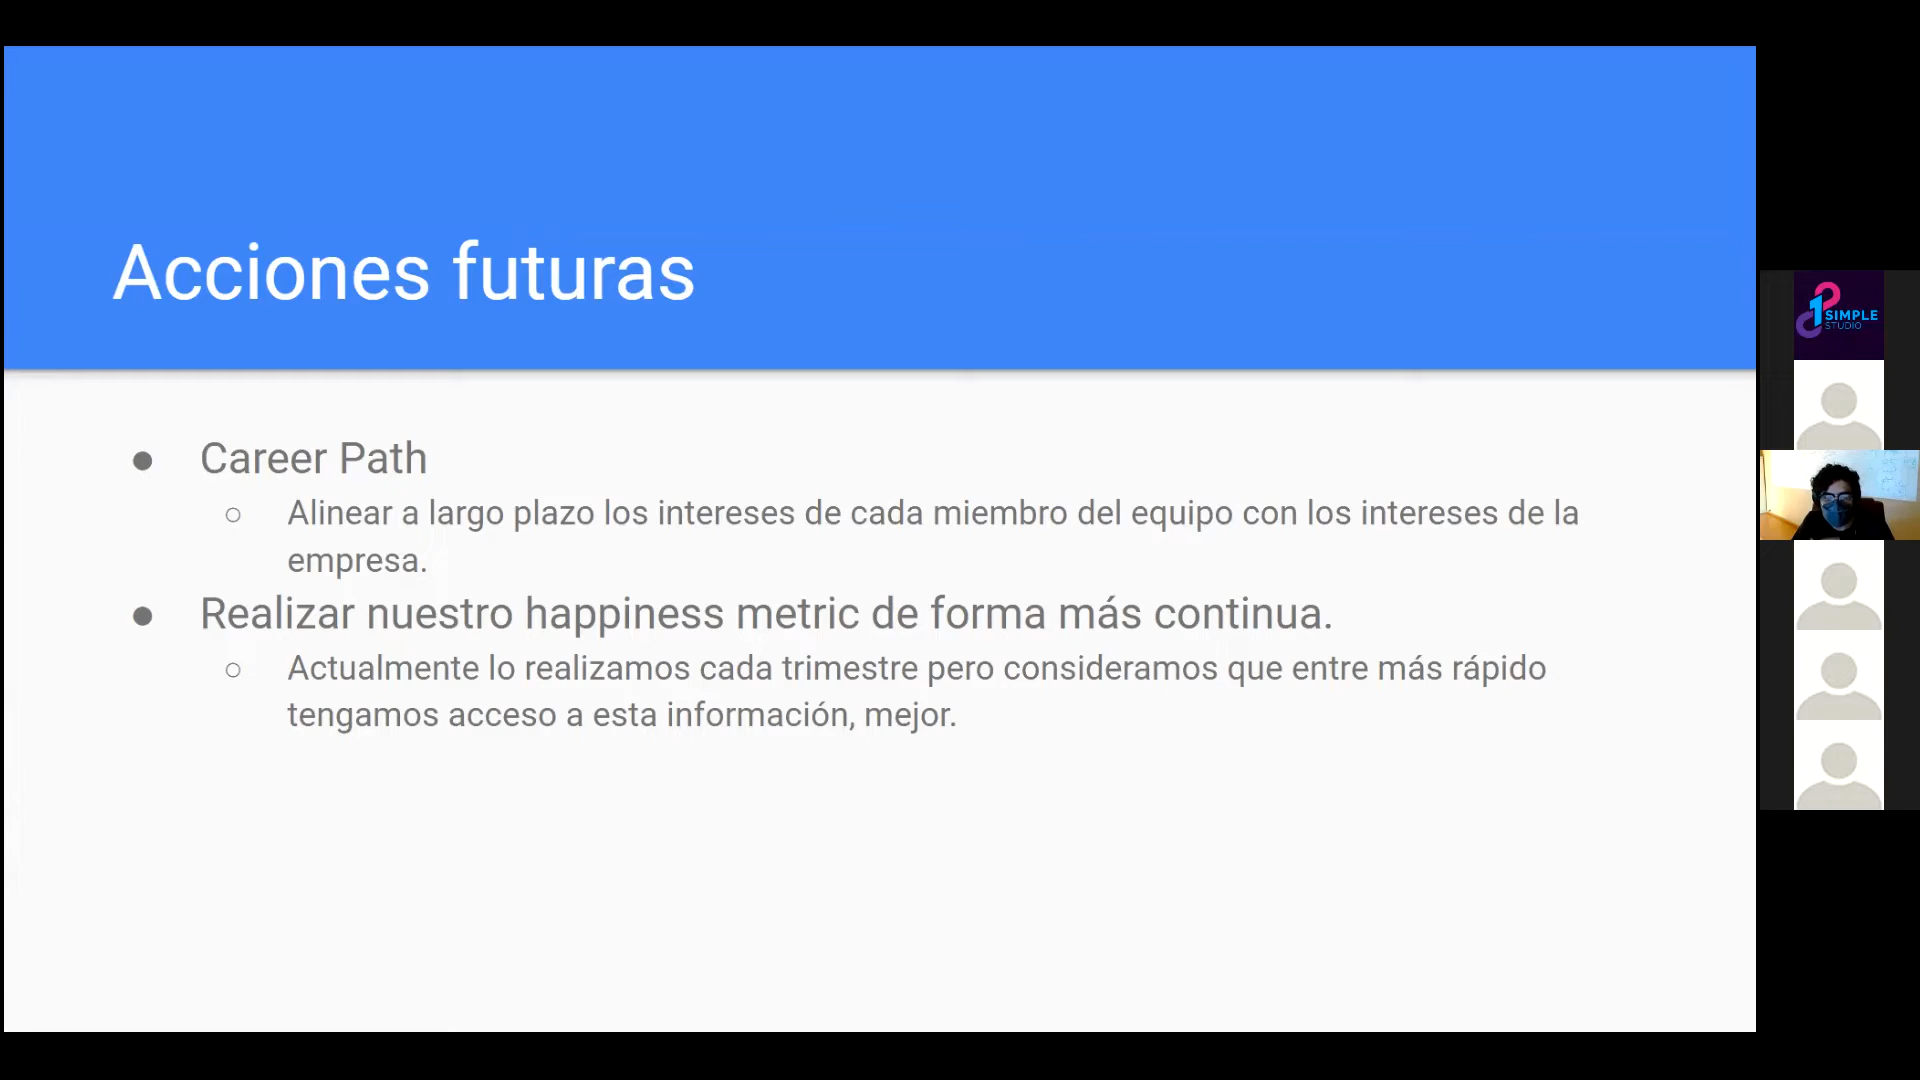 Acciones futuras
● Career Path
○ Alinear a largo plazo los intereses de cada miembro del equipo con los intereses de la
empresa.
● Realizar nuestro happiness metric de forma más continua.
○ Actualmente lo realizamos cada trimestre pero consideramos que entre más rápido
tengamos acceso a esta información, mejor.
SIMPLE
STUDIO